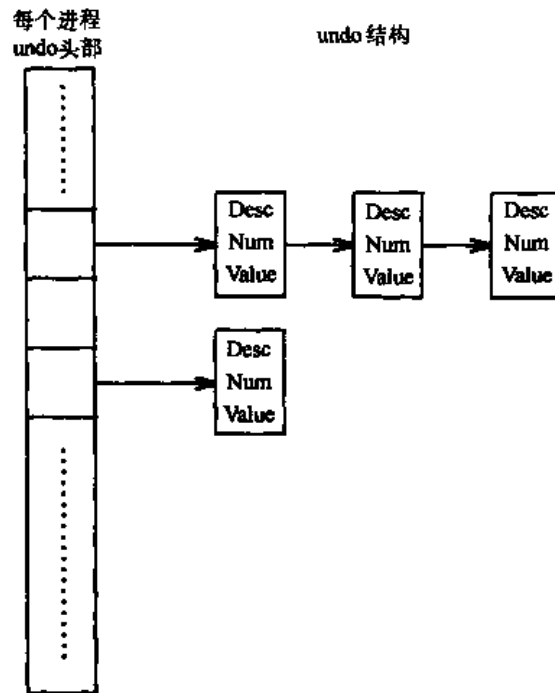 每个进程
undo头部
undo 结构
Desc
Num
Value
Desc
Num
Value
Desc
Num
Value
Desc
Num
Value